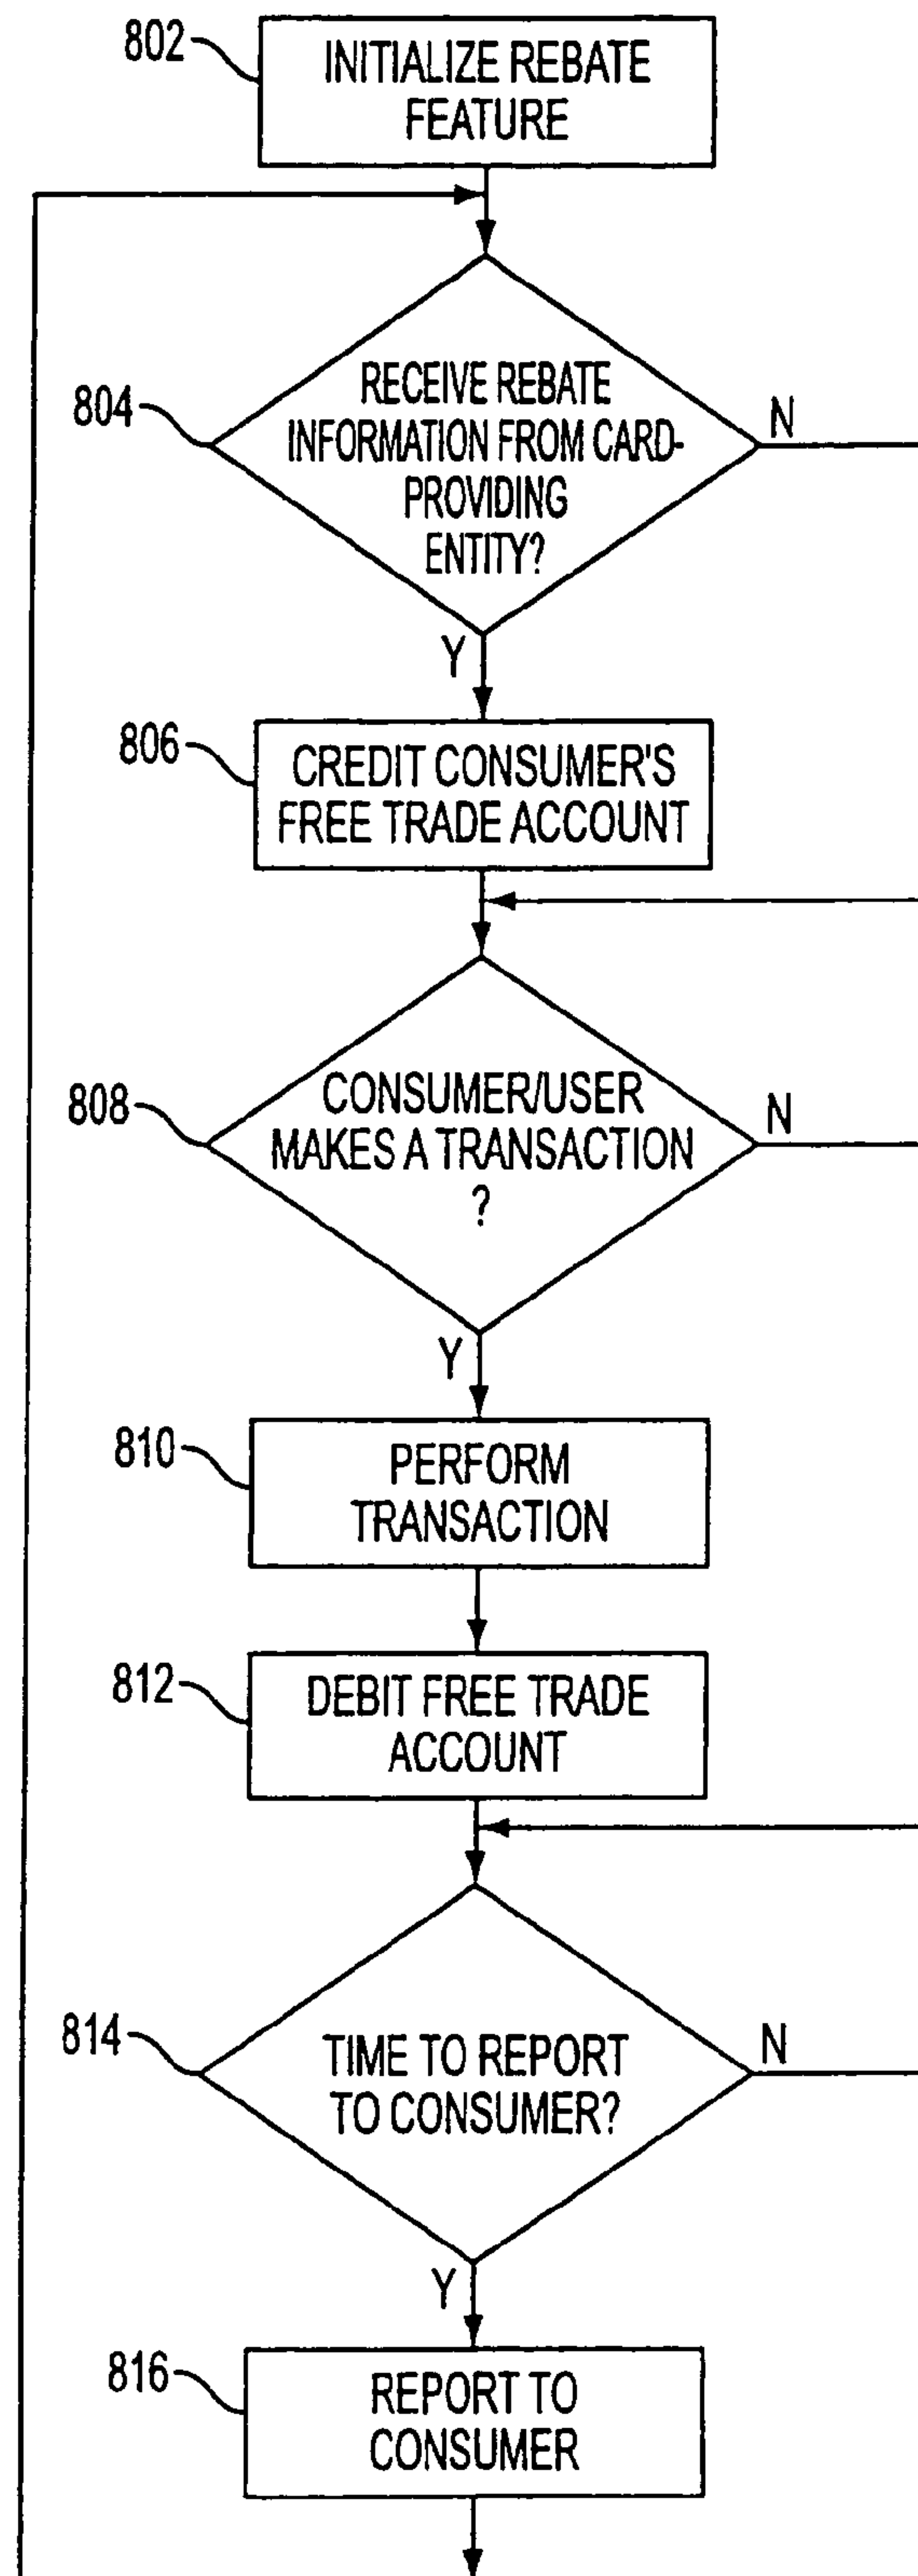 802
INITIALIZE REBATE
FEATURE
804
RECEIVE REBATE
INFORMATION FROM CARD-
PROVIDING
ENTITY?
N
Y
806
CREDIT CONSUMER'S
FREE TRADE ACCOUNT
808
CONSUMER/USER
MAKES A TRANSACTION
?
N
Y
810
PERFORM
TRANSACTION
812
DEBIT FREE TRADE
ACCOUNT
814
TIME TO REPORT
TO CONSUMER?
N
Y
816
REPORT TO
CONSUMER